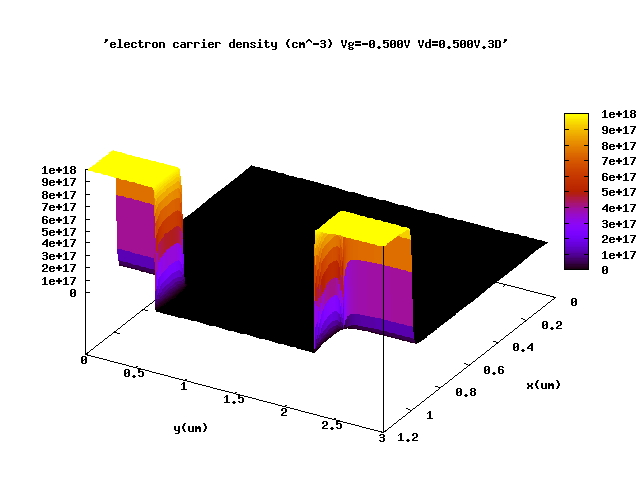 'electron carrier density (cm^-3) Vg=-0.500V Vd=0.500V.3D'
1e+18
9e+17
8e+17
7e+17
6e+17
5e+17
4e+17
3e+17
2e+17
1e+17
0
1e+18
9e+17
8e+17
7e+17
6e+17
5e+17
4e+17
3e+17
2e+17
1e+17
0
0
0.5
1
1.5
2
2.5
3
y(um)
0
0.2
0.4
0.6
0.8
1
1.2
x(um)